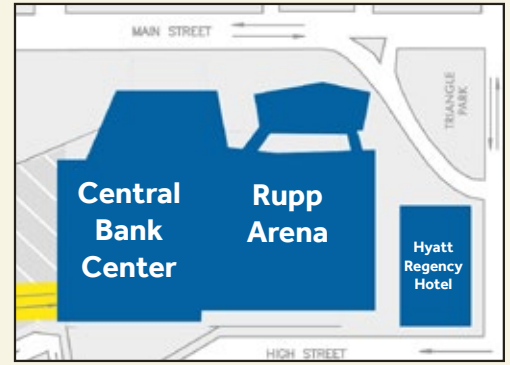 MAIN STREET
TRIANGLE
PARK
Central
Bank
Center
Rupp
Arena
Hyatt
Regency
Hotel
HIGH STREET